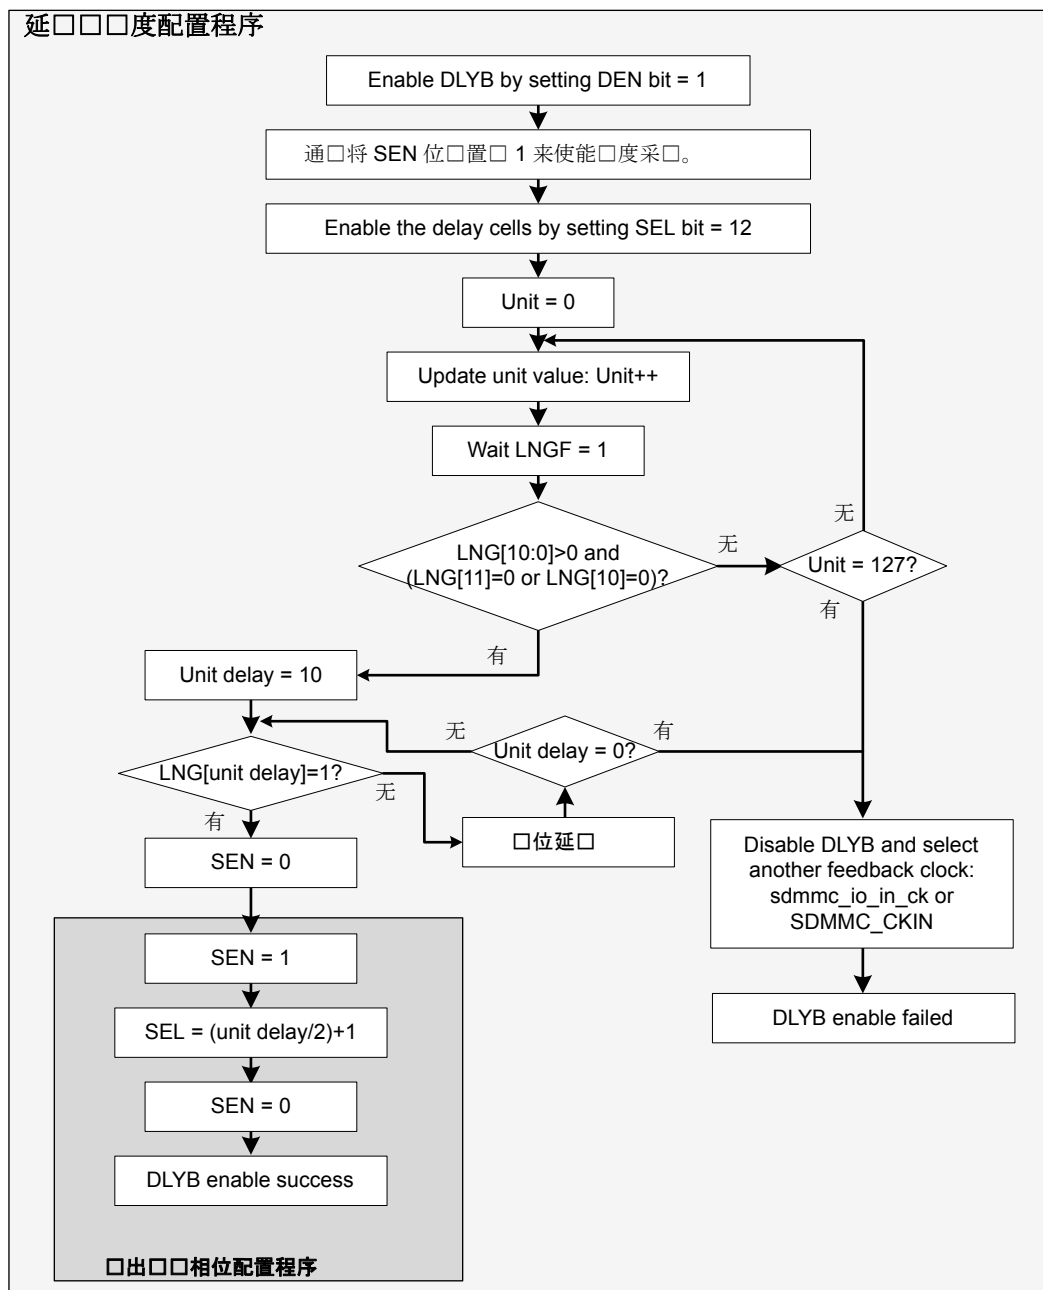 延□□□度配置程序
Enable DLYB by setting DEN bit = 1
通□将 SEN 位□置□ 1 来使能□度采□。
Enable the delay cells by setting SEL bit = 12
Unit = 0
Update unit value: Unit++
Wait LNGF = 1
LNG[10:0]>0 and
(LNG[11]=0 or LNG[10]=0)?
无
无
Unit = 127?
有
有
Unit delay = 10
无
Unit delay = 0?
有
LNG[unit delay]=1?
无
有
□位延□
SEN = 0
Disable DLYB and select
another feedback clock:
sdmmc_io_in_ck or
SDMMC_CKIN
SEN = 1
SEL = (unit delay/2)+1
DLYB enable failed
SEN = 0
DLYB enable success
□出□□相位配置程序